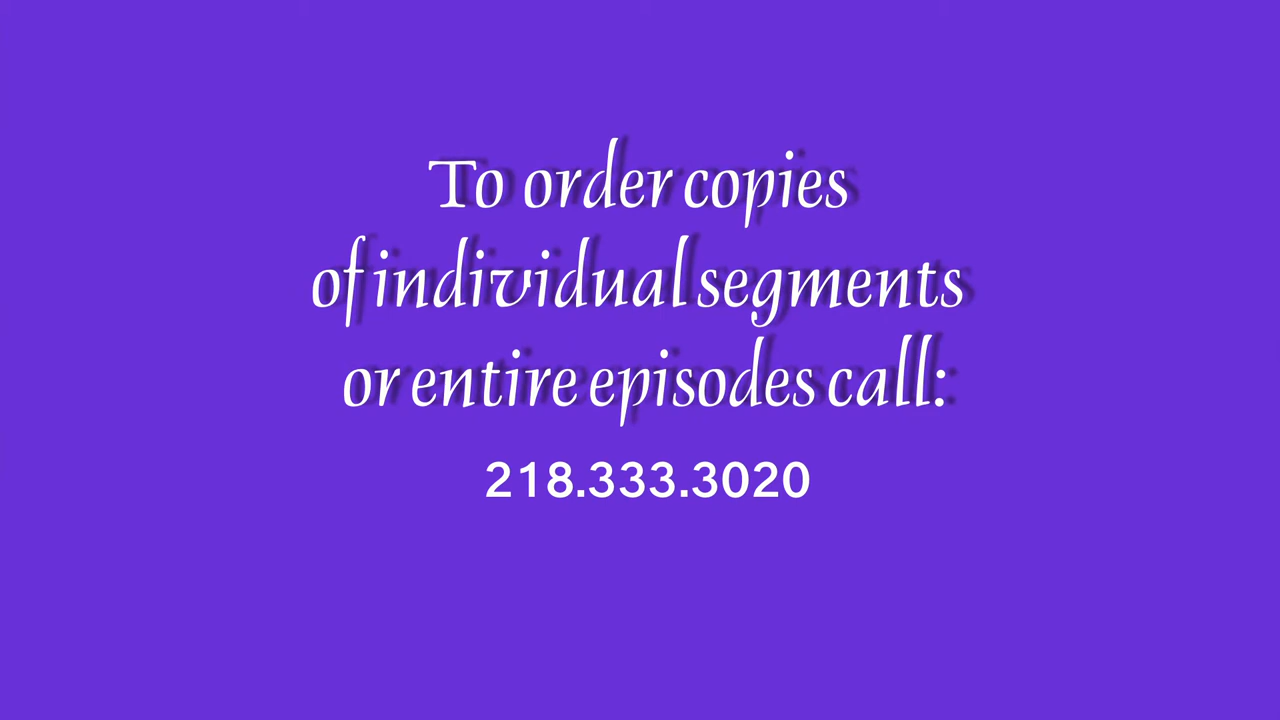 To order copies
of individual segments
or entire episodes call:
218.333.3020